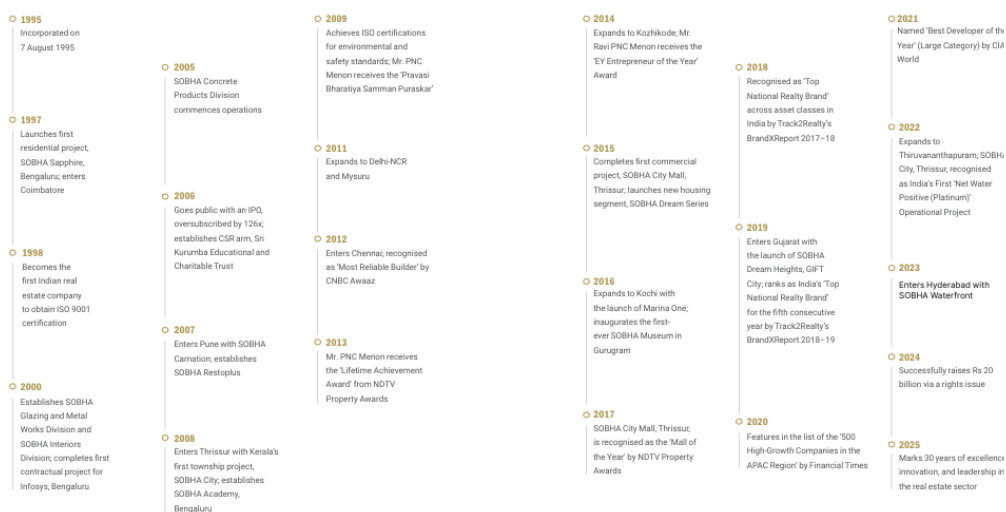 1995
Incorporated on
7 August 1995
1997
Launches first
residential project,
SOBHA Sapphire,
Bengaluru; enters
Coimbatore
1998
Becomes the
first Indian real
estate company
to obtain ISO 9001
certification
2000
Establishes SOBHA
Glazing and Metal
Works Division and
SOBHA Interiors
Division; completes first
contractual project for
Infosys, Bengaluru
2005
SOBHA Concrete
Products Division
commences operations
2006
Goes public with an IPO,
oversubscribed by 126x;
establishes CSR arm, Sri
Kurumba Educational and
Charitable Trust
2007
Enters Pune with SOBHA
Carnation; establishes
SOBHA Restoplus
2008
Enters Thrissur with Kerala's
first township project,
SOBHA City; establishes
SOBHA Academy,
Bengaluru
2009
Achieves ISO certifications
for environmental and
safety standards; Mr. PNC
Menon receives the 'Pravasi
Bharatiya Samman Puraskar'
2011
Expands to Delhi-NCR
and Mysuru
2012
Enters Chennai; recognised
as 'Most Reliable Builder' by
CNBC Awaaz
2013
Mr. PNC Menon receives
the 'Lifetime Achievement
Award' from NDTV
Property Awards
2014
Expands to Kozhikode; Mr.
Ravi PNC Menon receives the
'EY Entrepreneur of the Year'
Award
2015
Completes first commercial
project, SOBHA City Mall,
Thrissur; launches new housing
segment, SOBHA Dream Series
2016
Expands to Kochi with
the launch of Marina One;
inaugurates the first-
ever SOBHA Museum in
Gurugram
2017
SOBHA City Mall, Thrissur,
is recognised as the 'Mall of
the Year' by NDTV Property
Awards
2018
Recognised as 'Top
National Realty Brand'
across asset classes in
India by Track2Realty's
BrandXReport 2017–18
2019
Enters Gujarat with
the launch of SOBHA
Dream Heights, GIFT
City; ranks as India's 'Top
National Realty Brand'
for the fifth consecutive
year by Track2Realty's
BrandXReport 2018–19
2020
Features in the list of the '500
High-Growth Companies in the
APAC Region' by Financial Times
2021
Named 'Best Developer of the
Year' (Large Category) by CIA
World
2022
Expands to
Thiruvananthapuram; SOBHA
City, Thrissur, recognised
as India's First 'Net Water
Positive (Platinum)'
Operational Project
2023
Enters Hyderabad with
SOBHA Waterfront
2024
Successfully raises Rs 20
billion via a rights issue
2025
Marks 30 years of excellence
innovation, and leadership in
the real estate sector